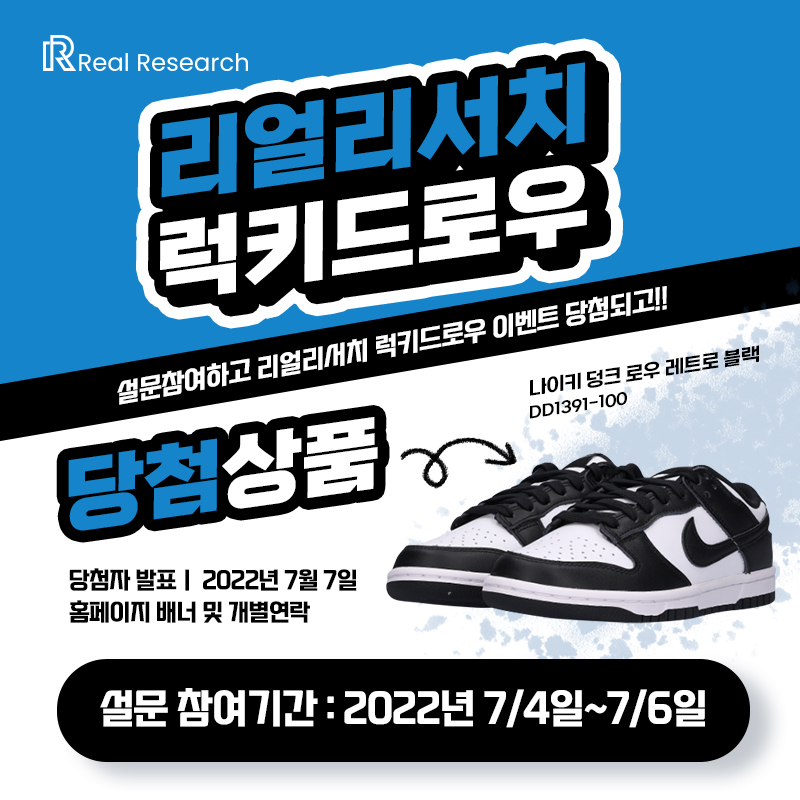 Real Research
리얼리서치
럭키드로우
설문참여하고 리얼리서치 럭키드로우 이벤트 당첨되고!!
나이키 덩크 로우 레트로 블랙
DD1391-100
당첨상품
당첨자 발표 | 2022년 7월 7일
홈페이지 배너 및 개별연락
설문 참여기간 : 2022년 7/4일~7/6일